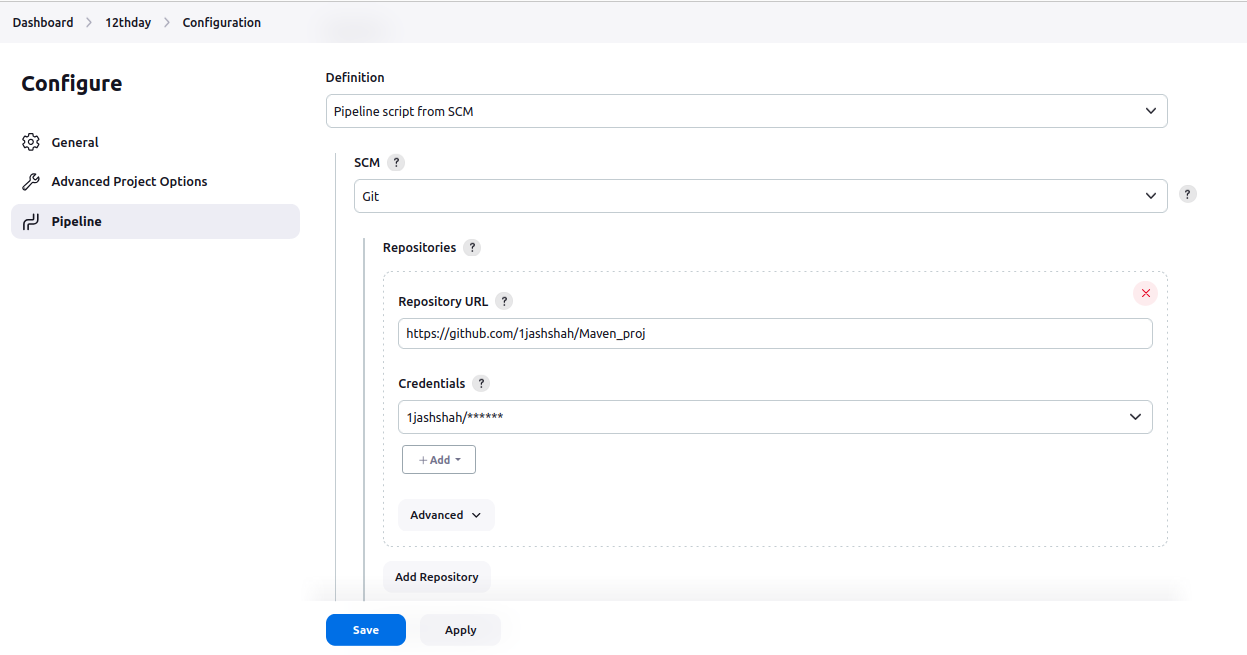 Dashboard > 12thday > Configuration
Configure
General
Advanced Project Options
Pipeline
Definition
Pipeline script from SCM
SCM ?
Git
?
Repositories ?
Repository URL ?
https://github.com/1jashshah/Maven_proj
Credentials ?
1jashshah/******
+ Add
Advanced
Add Repository
Save Apply